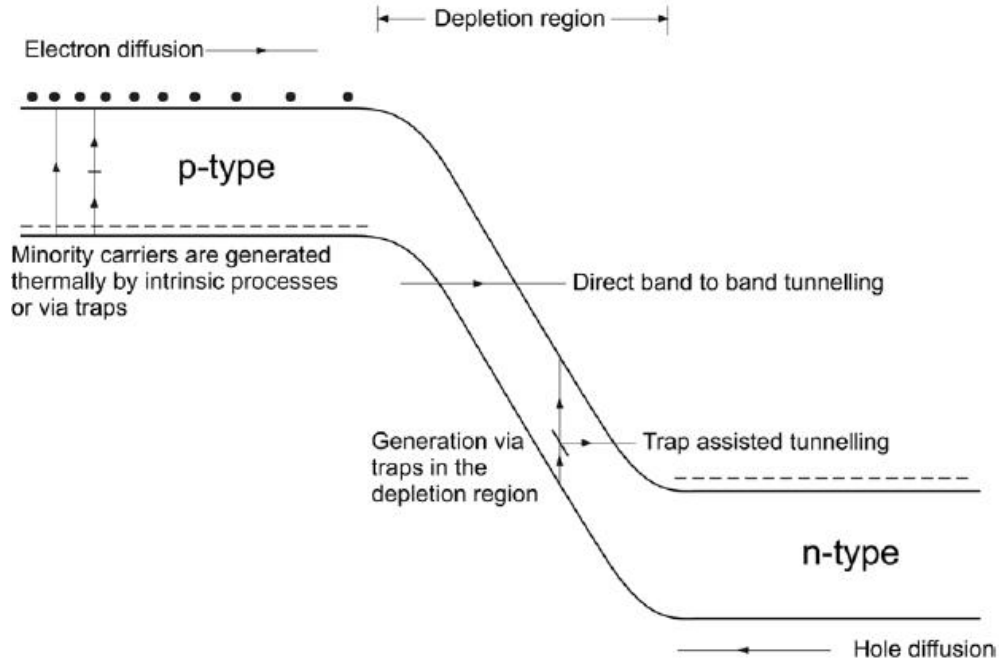 Depletion region
Electron diffusion
p-type
Minority carriers are generated
thermally by intrinsic processes
or via traps
Direct band to band tunnelling
Generation via
traps in the
depletion region
Trap assisted tunnelling
n-type
Hole diffusion